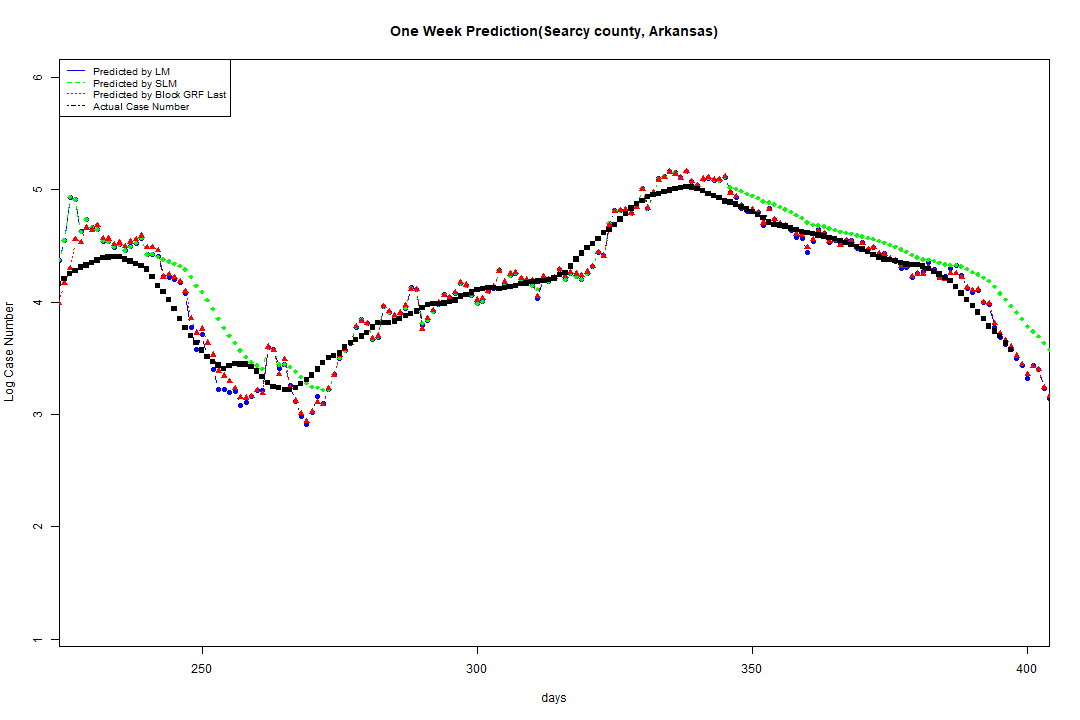 One Week Prediction(Searcy county, Arkansas)
Predicted by LM
Predicted by SLM
Predicted by Block GRF Last
Actual Case Number
6
5
4
3
2
1
Log Case Number
250
300
350
400
days